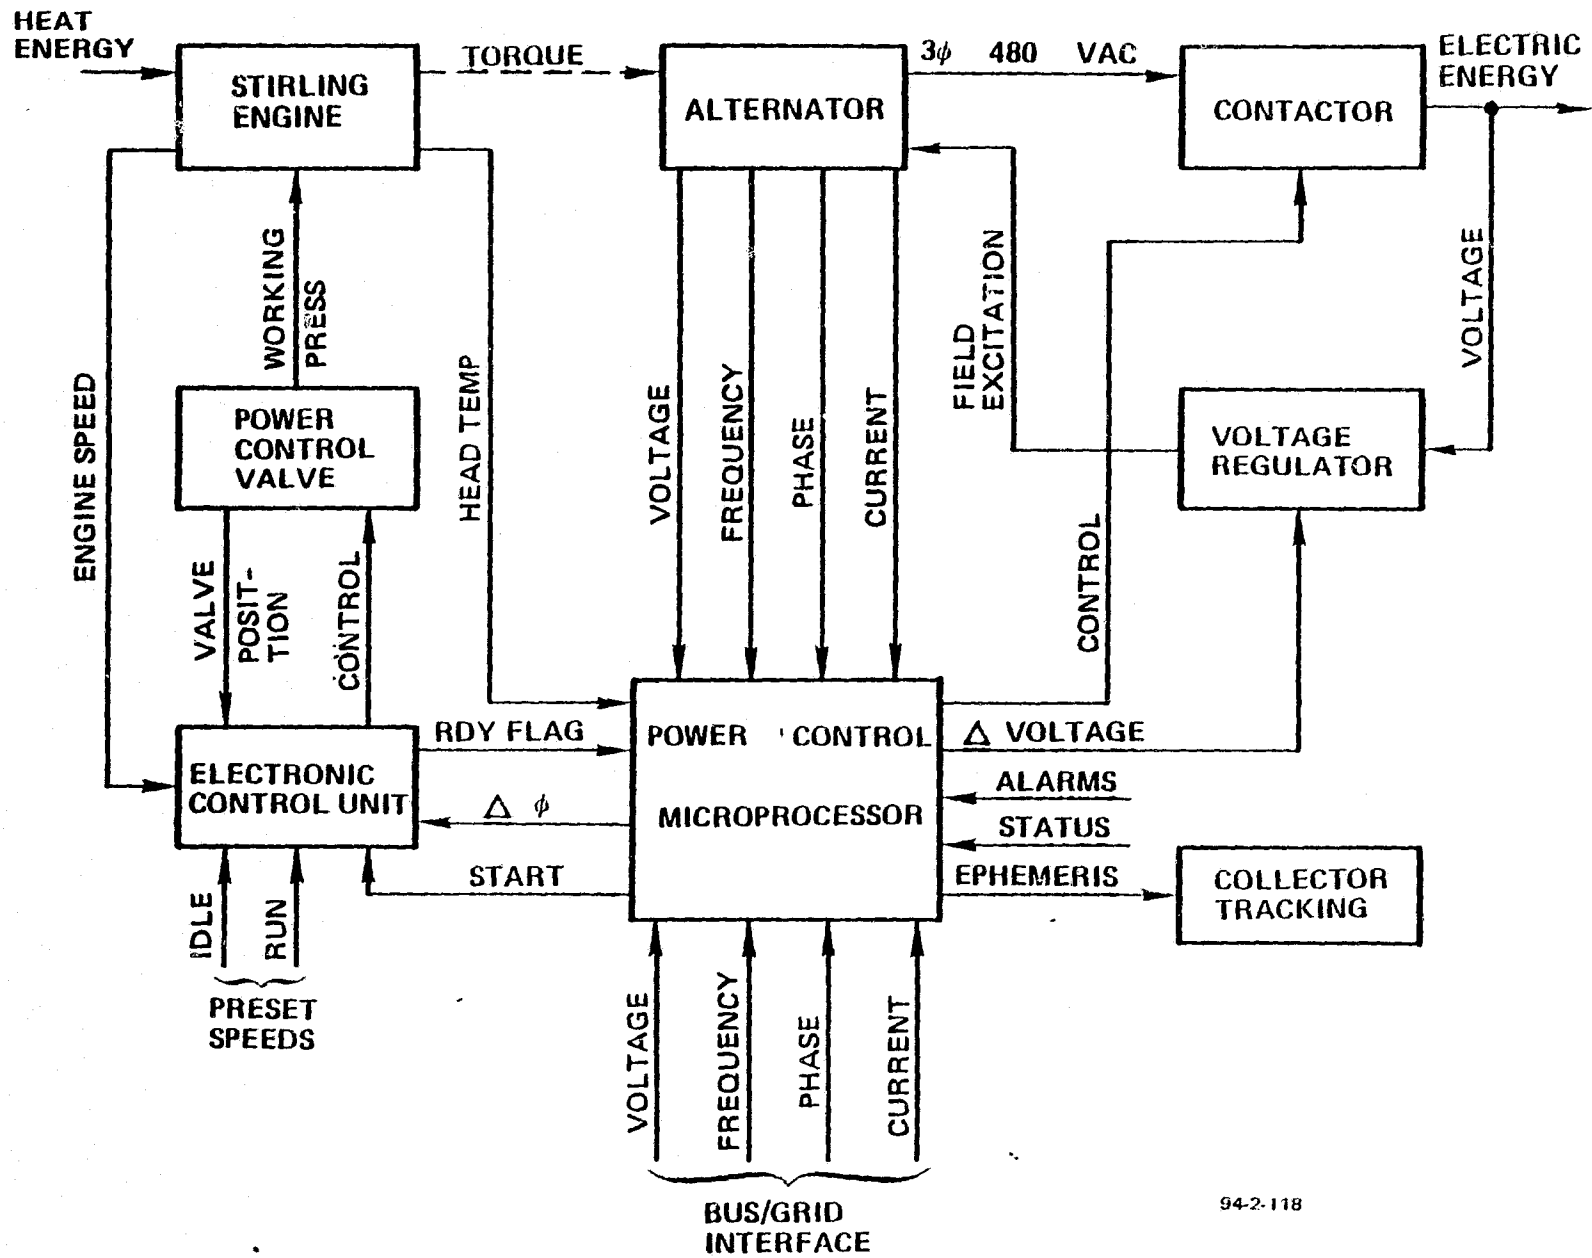 HEAT
ENERGY
STIRLING
ENGINE
TORQUE
ALTERNATOR
3ϕ 480 VAC
CONTACTOR
ELECTRIC
ENERGY
WORKING
PRESS
ENGINE SPEED
POWER
CONTROL
VALVE
HEAD TEMP
VOLTAGE
FREQUENCY
PHASE
CURRENT
FIELD
EXCITATION
CONTROL
VOLTAGE
VOLTAGE
REGULATOR
VALVE
POSIT-
TION
CONTROL
RDY FLAG
POWER CONTROL
MICROPROCESSOR
Δ VOLTAGE
ELECTRONIC
CONTROL UNIT
Δ ϕ
START
ALARMS
STATUS
EPHEMERIS
COLLECTOR
TRACKING
IDLE
RUN
PRESET
SPEEDS
VOLTAGE
FREQUENCY
PHASE
CURRENT
BUS/GRID
INTERFACE
94-2-118